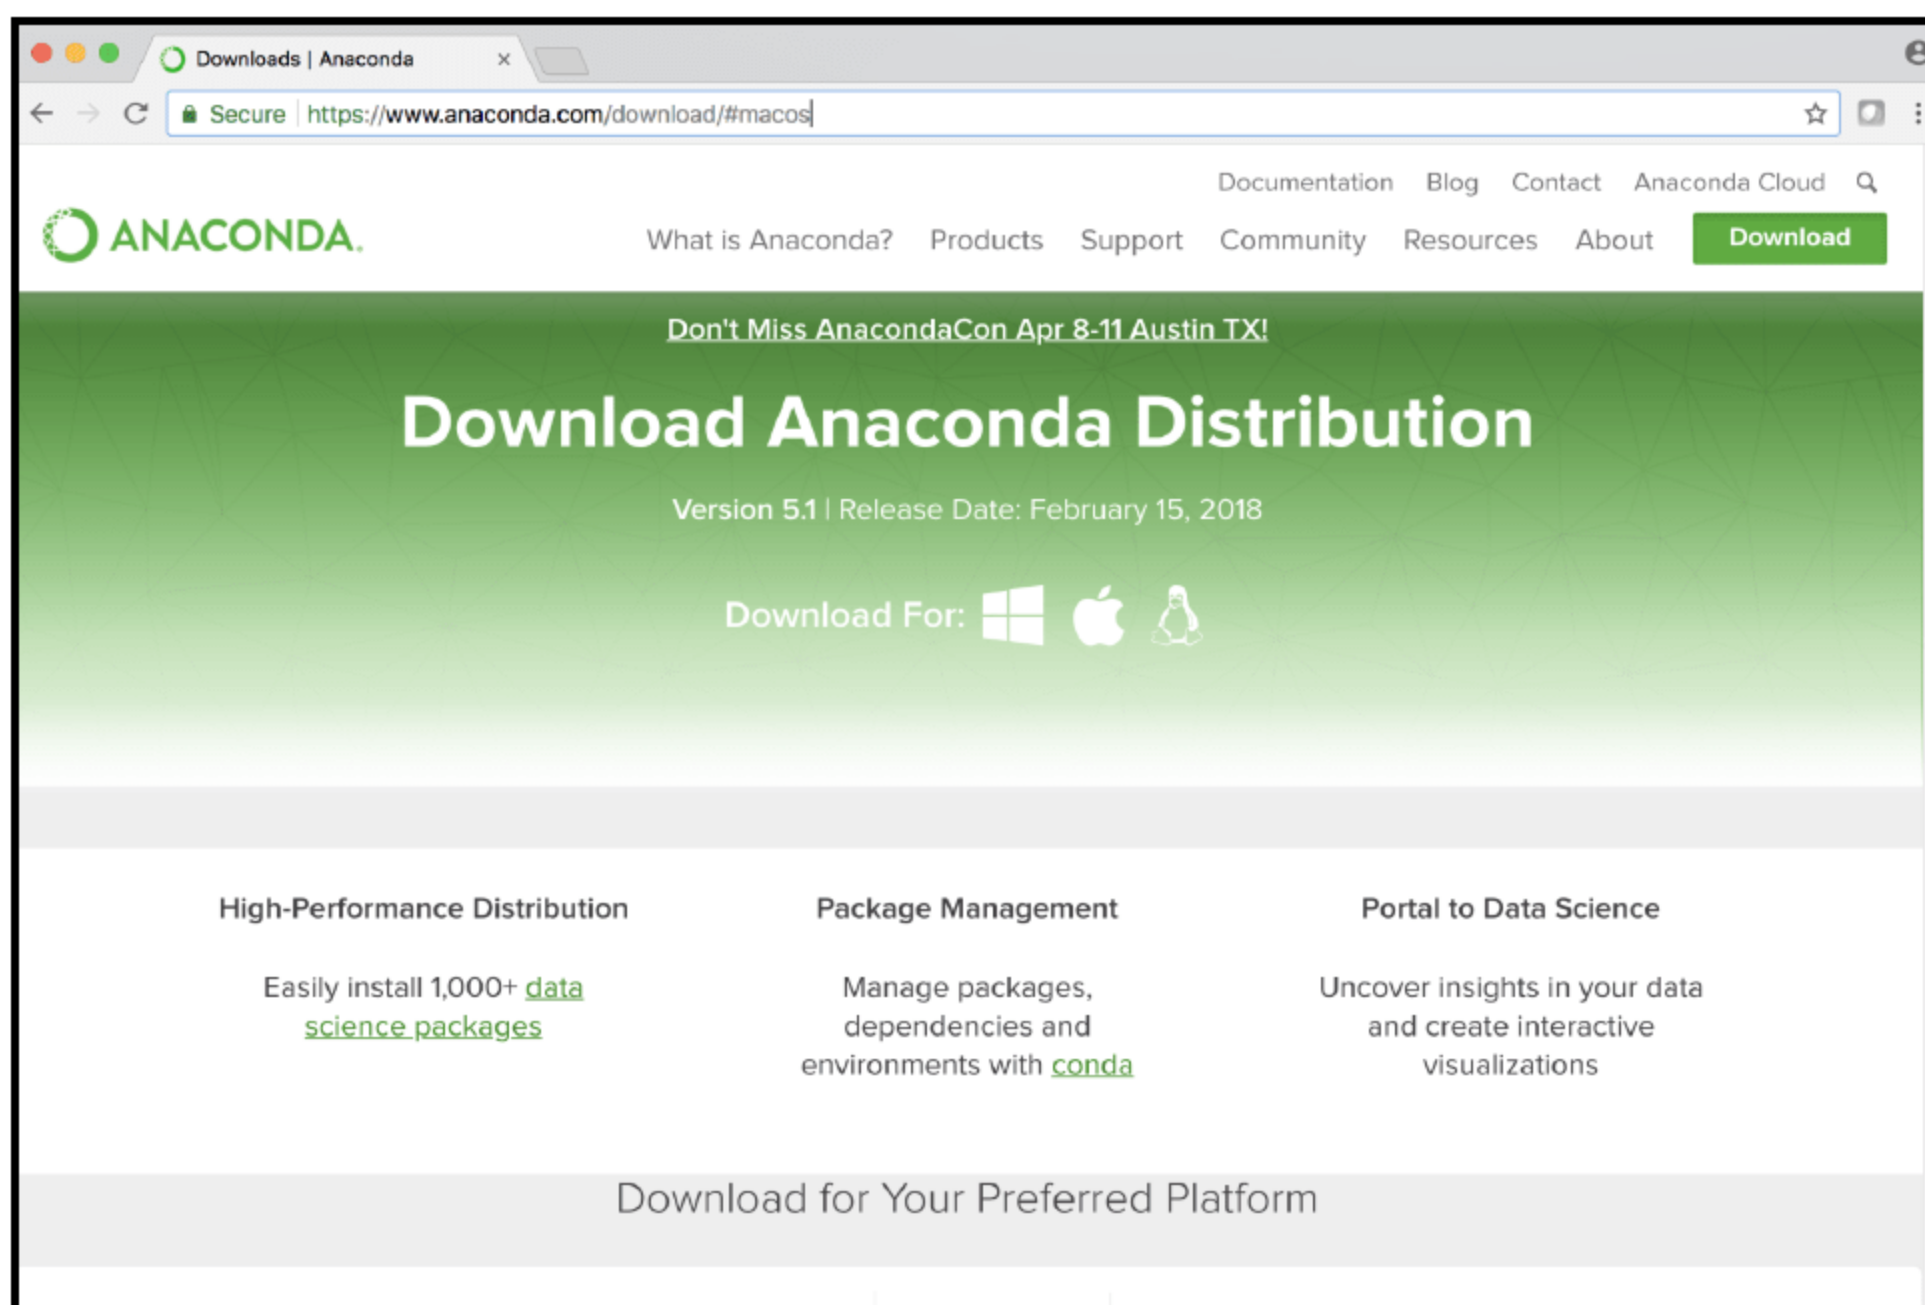 Downloads | Anaconda
Secure https://www.anaconda.com/download/#macos
Documentation Blog Contact Anaconda Cloud
ANACONDA.
What is Anaconda? Products Support Community Resources About Download
Don't Miss AnacondaCon Apr 8-11 Austin TX!
Download Anaconda Distribution
Version 5.1 | Release Date: February 15, 2018
Download For:
High-Performance Distribution
Easily install 1,000+ data
science packages
Package Management
Manage packages,
dependencies and
environments with conda
Portal to Data Science
Uncover insights in your data
and create interactive
visualizations
Download for Your Preferred Platform